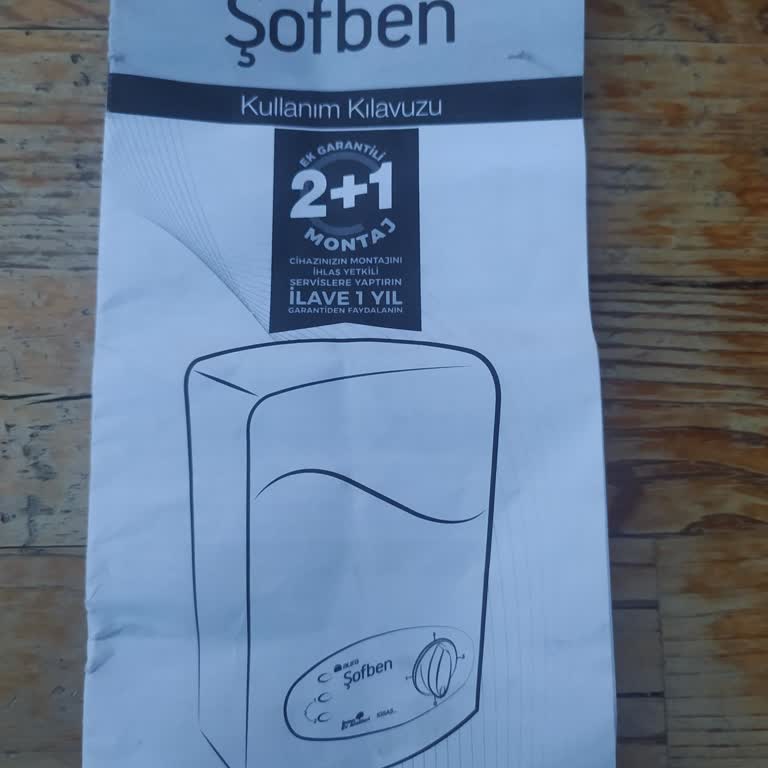 Şofben
Kullanım Kılavuzu
EK GARANTİLİ
2+1
MONTAJ
CİHAZINIZIN MONTAJINI
İHLAS YETKİLİ
SERVİSLERE YAPTIRIN
İLAVE 1 YIL
GARANTİDEN FAYDALANIN
aura
Şofben